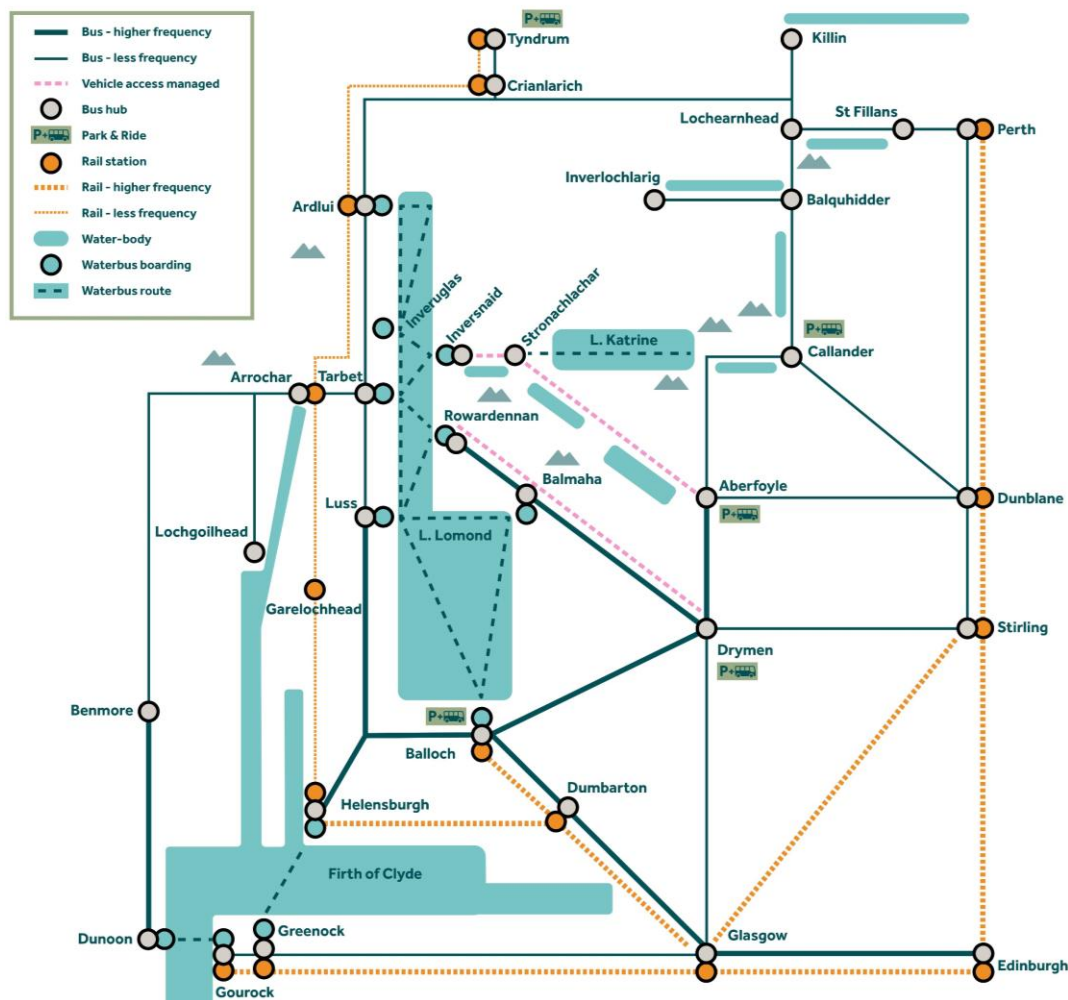 Bus - higher frequency
Bus - less frequency
Vehicle access managed
Bus hub
P+ Park & Ride
Rail station
Rail - higher frequency
Rail - less frequency
Water-body
Waterbus boarding
Waterbus route
P+
Tyndrum
Killin
Crianlarich
Lochearnhead
St Fillans
Perth
Inverlochlarig
Balquhidder
Ardlui
Inveruglas
Inversnaid
Stronachlachar
L. Katrine
P+
Callander
Arrochar
Tarbet
Rowardennan
Balmaha
Aberfoyle
P+
Dunblane
Luss
Lochgoilhead
L. Lomond
Garelochhead
Drymen
P+
Stirling
Benmore
P+
Balloch
Dumbarton
Helensburgh
Firth of Clyde
Dunoon
Greenock
Glasgow
Gourock
Edinburgh